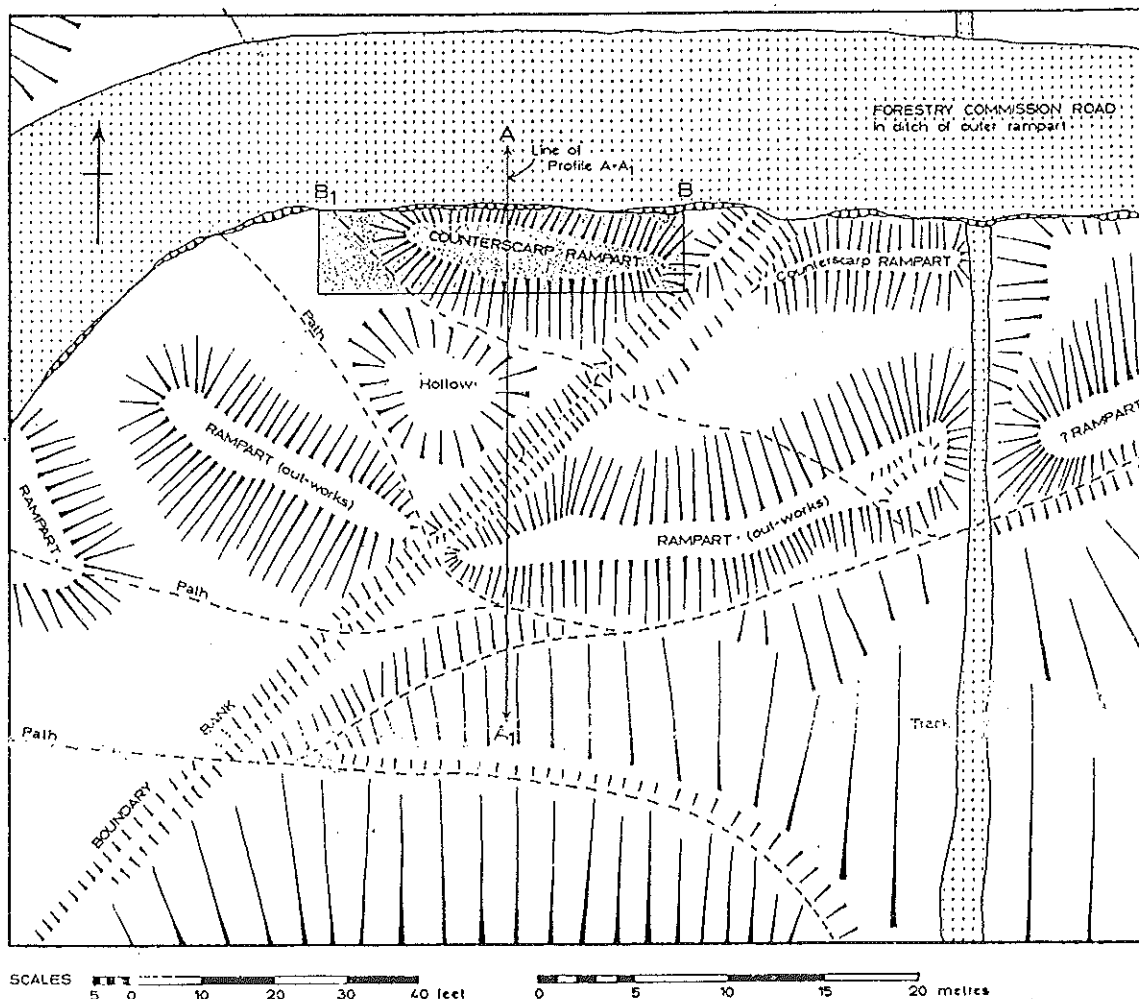 FORESTRY COMMISSION ROAD
in ditch of outer rampart
A
Line of
Profile A-A1
B1
B
COUNTERSCARP RAMPART
Counterscarp RAMPART
Path
Hollow
RAMPART (out-works)
? RAMPART
RAMPART
RAMPART (out-works)
Path
BANK
A1
Track
Path
BOUNDARY
SCALES 5 0 10 20 30 40 feet 0 5 10 15 20 metres